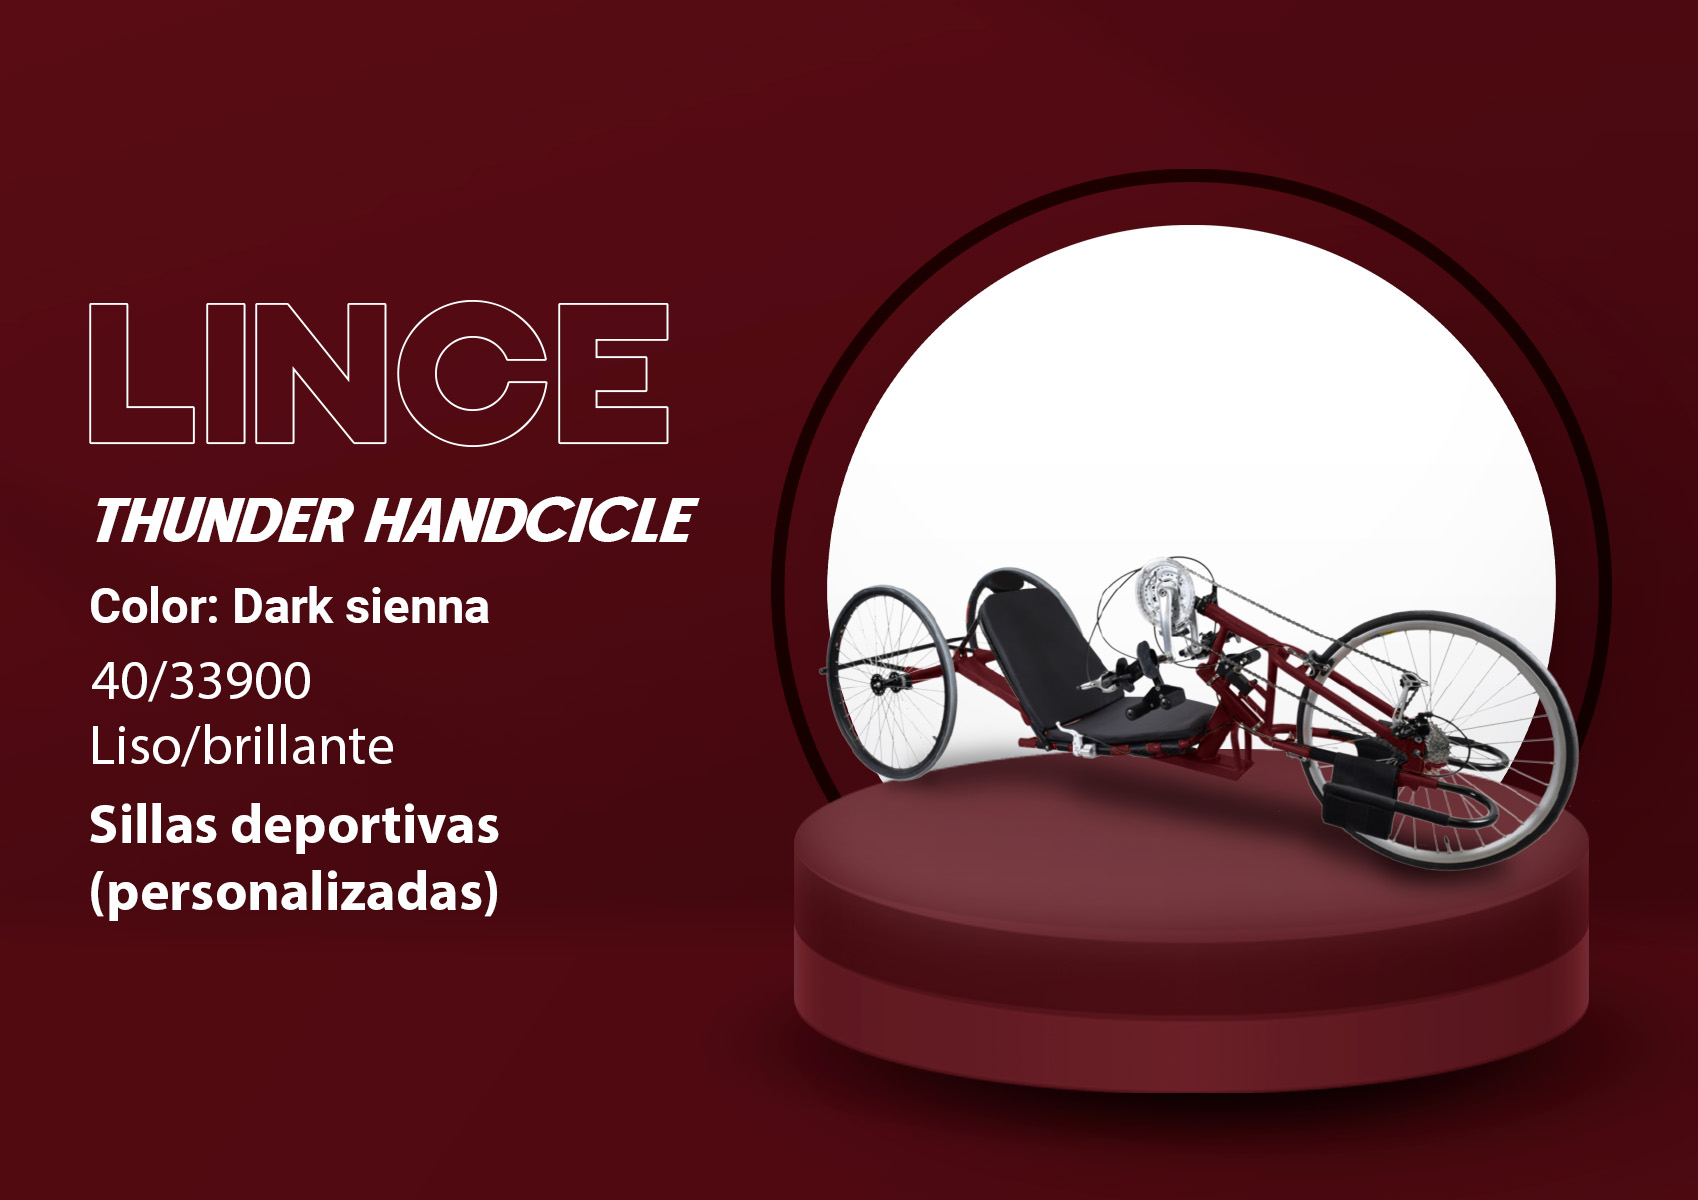 LINCE
THUNDER HANDCICLE
Color: Dark sienna
40/33900
Liso/brillante
Sillas deportivas
(personalizadas)